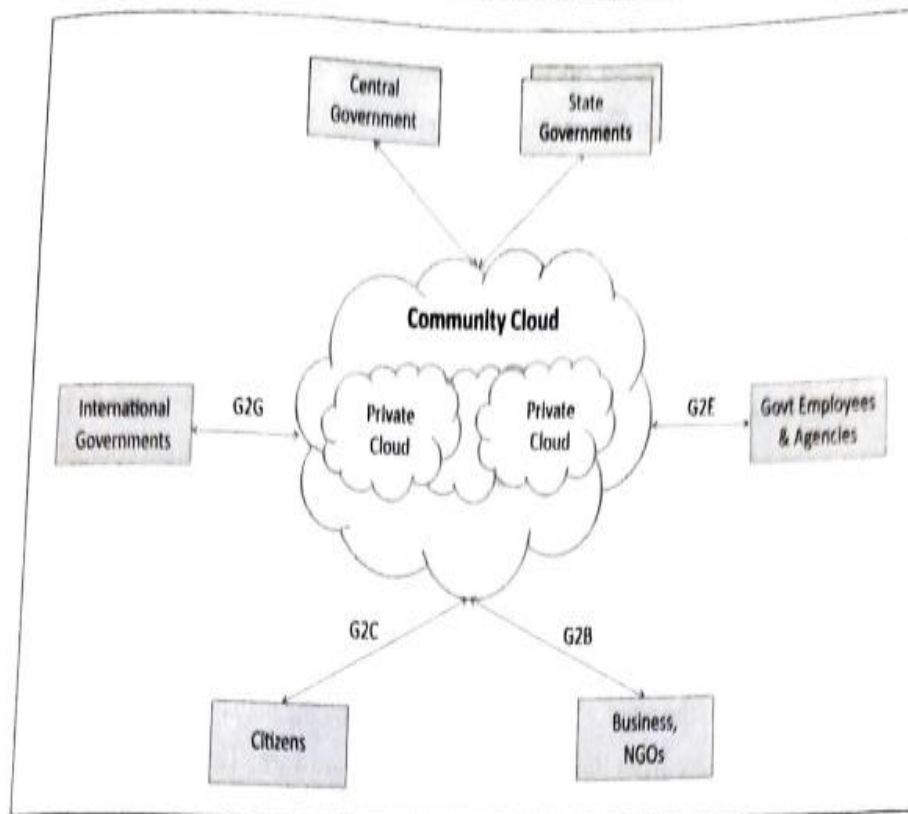 Central
Government
State
Governments
Community Cloud
International
Governments
G2G
Private
Cloud
Private
Cloud
G2E
Govt Employees
& Agencies
G2C
G2B
Citizens
Business,
NGOs